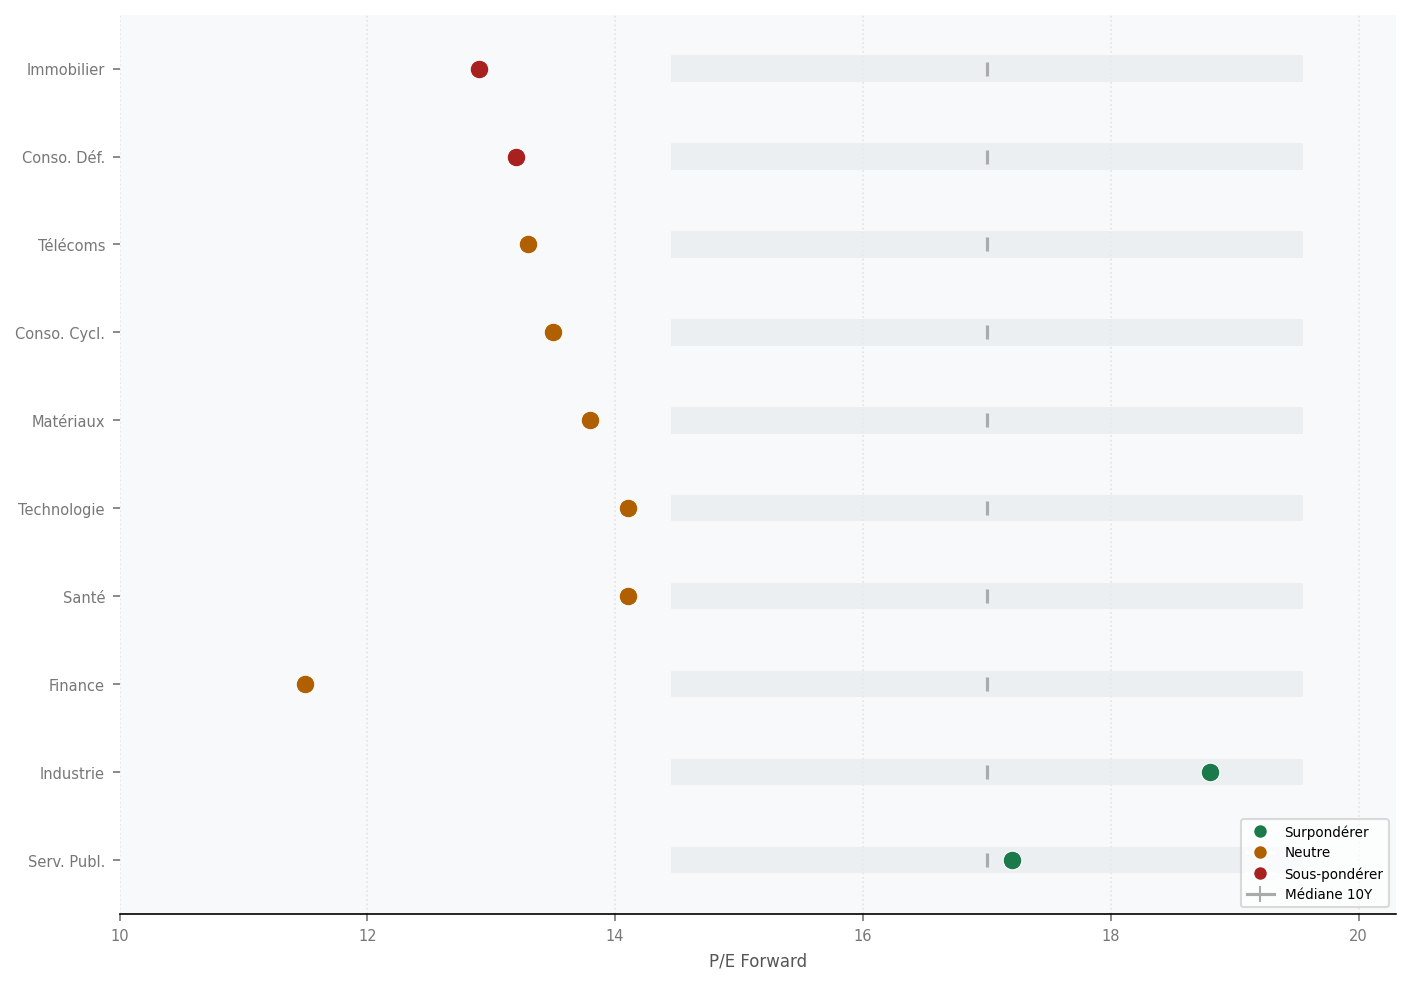 Immobilier
Conso. Déf.
Télécoms
Conso. Cycl.
Matériaux
Technologie
Santé
Finance
Industrie
Serv. Publ.
Surpondérer
Neutre
Sous-pondérer
Médiane 10Y
10 12 14 16 18 20
P/E Forward